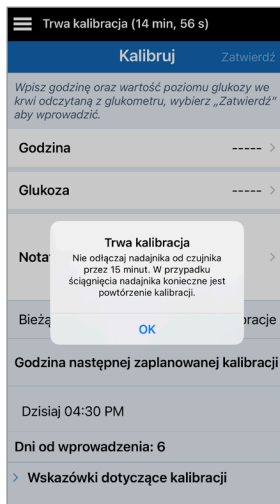 Trwa kalibracja (14 min, 56 s)
Kalibruj
Zatwierdź
Wpisz godzinę oraz wartość poziomu glukozy we
krwi odczytaną z glukometru, wybierz „Zatwierdź”
aby wprowadzić.
Godzina ----- >
Glukoza ----- >
Trwa kalibracja
Nie odłączaj nadajnika od czujnika
przez 15 minut. W przypadku
ściągnięcia nadajnika konieczne jest
powtórzenie kalibracji.
OK
Godzina następnej zaplanowanej kalibracji
Dzisiaj 04:30 PM
Dni od wprowadzenia: 6
> Wskazówki dotyczące kalibracji